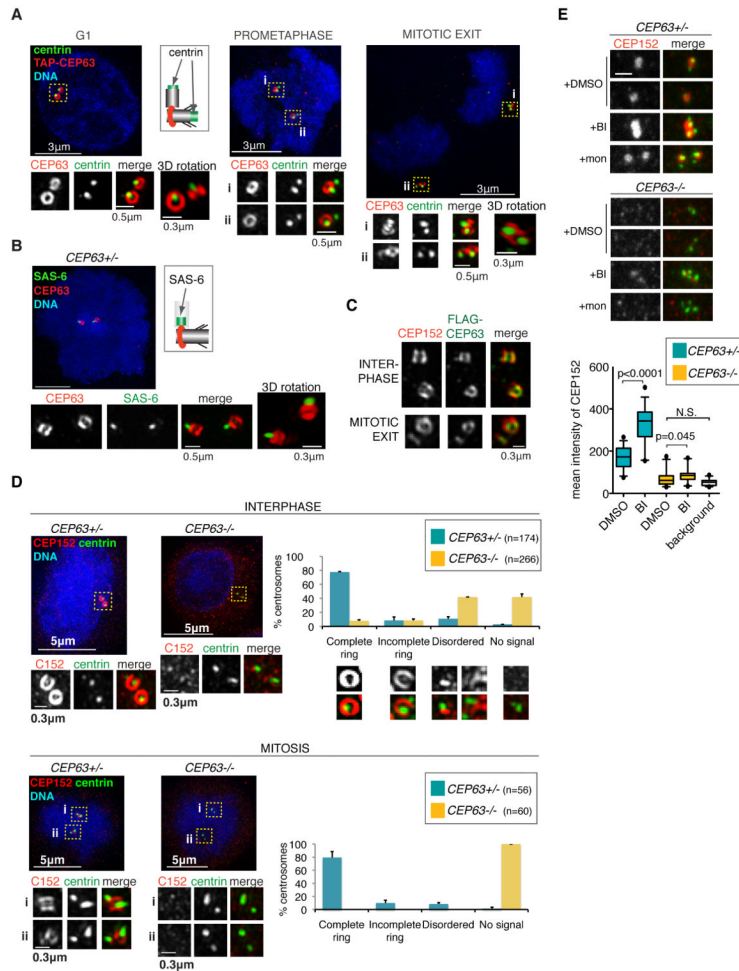 A
G1
centrin
TAP-CEP63
DNA
3µm
centrin
CEP63 centrin merge 3D rotation
0.5µm
0.3µm
PROMETAPHASE
i
ii
3µm
CEP63 centrin merge
i
ii
0.5µm
MITOTIC EXIT
i
ii
3µm
CEP63 centrin merge 3D rotation
i
ii
0.5µm
0.3µm
B
CEP63+/-
SAS-6
CEP63
DNA
SAS-6
CEP63 SAS-6 merge 3D rotation
0.5µm
0.3µm
C
CEP152 FLAG-
CEP63 merge
INTER-
PHASE
MITOTIC
EXIT
0.3µm
D
INTERPHASE
CEP63+/-
CEP152 centrin
DNA
5µm
C152 centrin merge
0.3µm
CEP63-/-
5µm
C152 centrin merge
0.3µm
CEP63+/- (n=174)
CEP63-/- (n=266)
% centrosomes
100
80
60
40
20
0
Complete
ring
Incomplete
ring
Disordered
No signal
MITOSIS
CEP63+/-
CEP152 centrin
DNA
i
ii
5µm
C152 centrin merge
i
ii
0.3µm
CEP63-/-
i
ii
5µm
C152 centrin merge
i
ii
0.3µm
CEP63+/- (n=56)
CEP63-/- (n=60)
% centrosomes
100
80
60
40
20
0
Complete
ring
Incomplete
ring
Disordered
No signal
E
CEP63+/-
CEP152 merge
+DMSO
+BI
+mon
CEP63-/-
+DMSO
+BI
+mon
CEP63+/-
CEP63-/-
mean intensity of CEP152
600
400
200
0
p<0.0001
N.S.
p=0.045
DMSO
BI
DMSO
BI
background